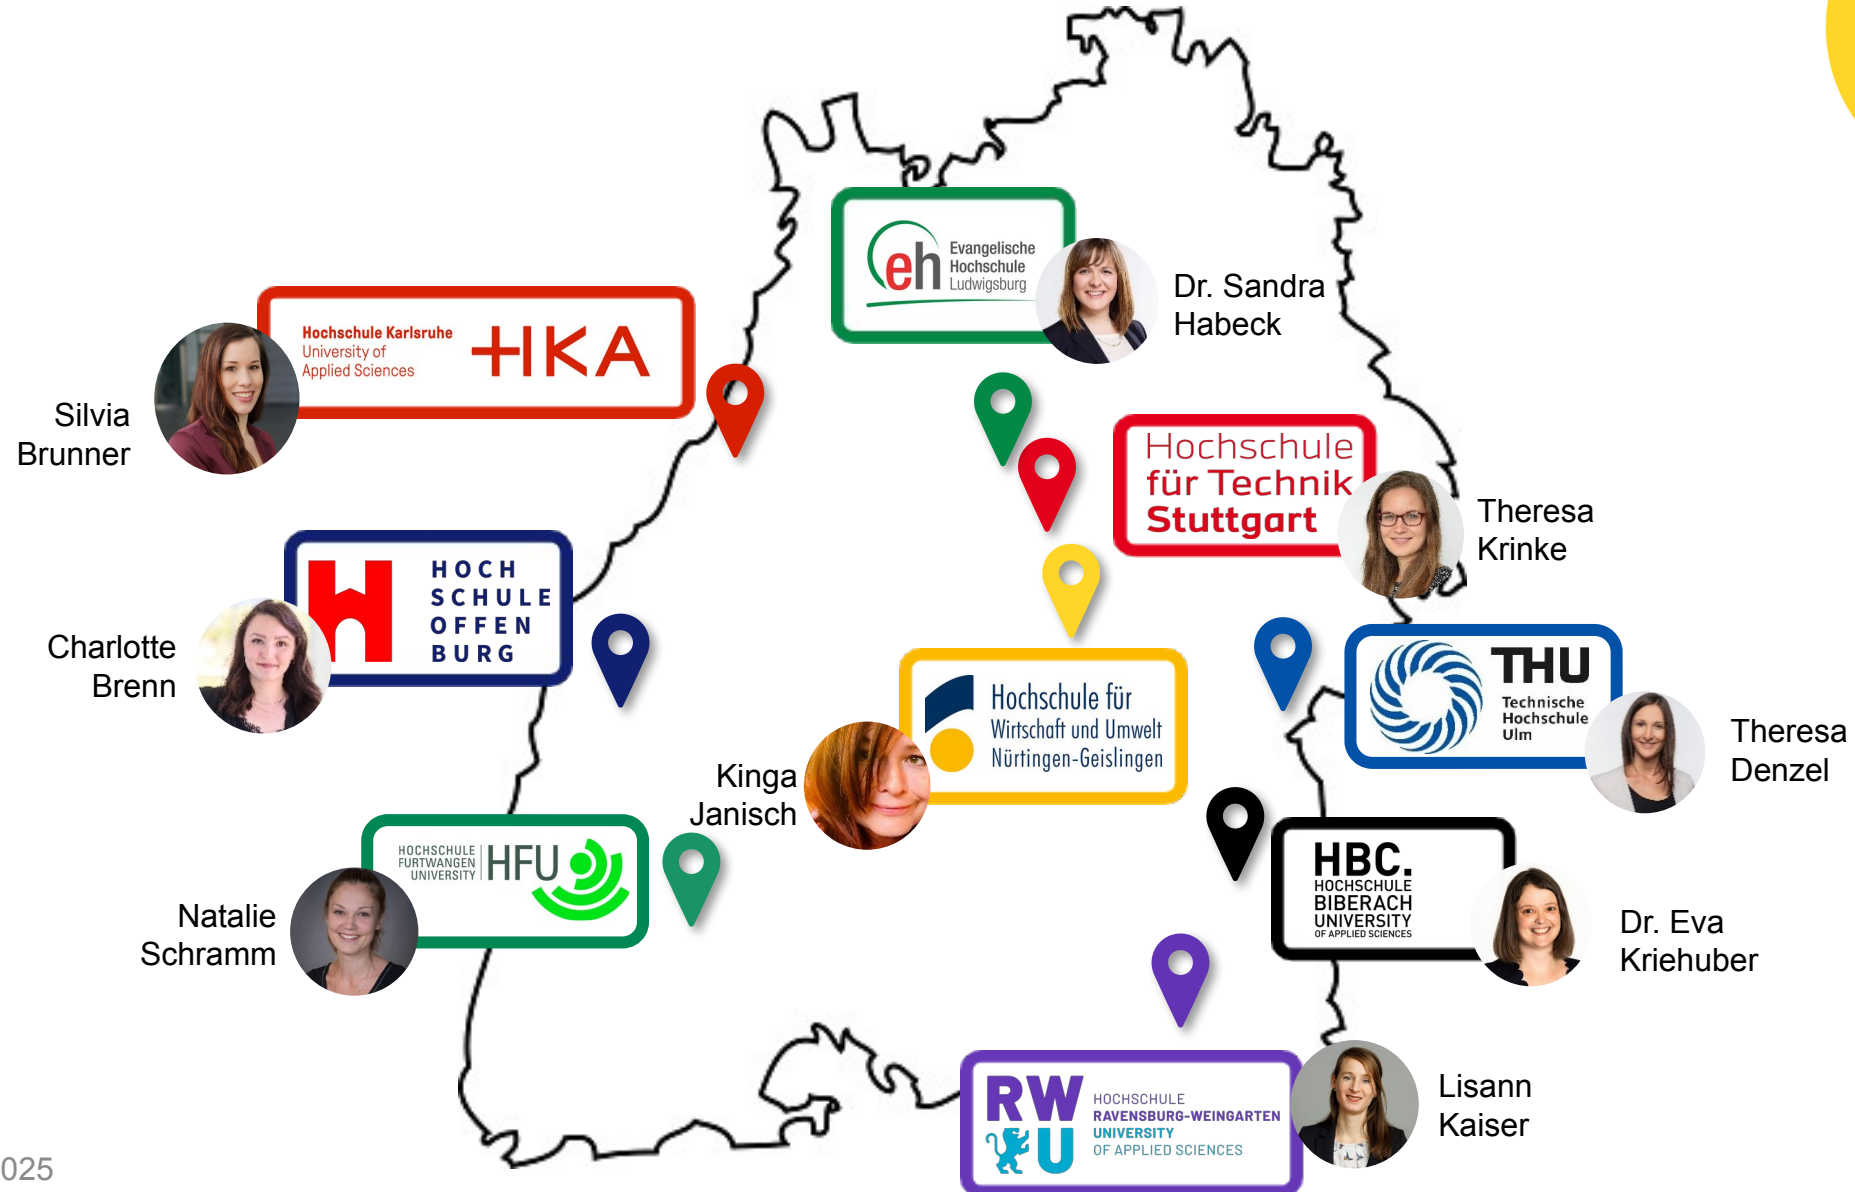 eh
Evangelische
Hochschule
Ludwigsburg
Dr. Sandra
Habeck
Hochschule Karlsruhe
University of
Applied Sciences
HKA
Silvia
Brunner
Hochschule
für Technik
Stuttgart
Theresa
Krinke
HOCH
SCHULE
OFFEN
BURG
Charlotte
Brenn
THU
Technische
Hochschule
Ulm
Theresa
Denzel
Hochschule für
Wirtschaft und Umwelt
Nürtingen-Geislingen
Kinga
Janisch
HOCHSCHULE
FURTWANGEN
UNIVERSITY
HFU
Natalie
Schramm
HBC.
HOCHSCHULE
BIBERACH
UNIVERSITY
OF APPLIED SCIENCES
Dr. Eva
Kriehuber
RW
U
HOCHSCHULE
RAVENSBURG-WEINGARTEN
UNIVERSITY
OF APPLIED SCIENCES
Lisann
Kaiser
025